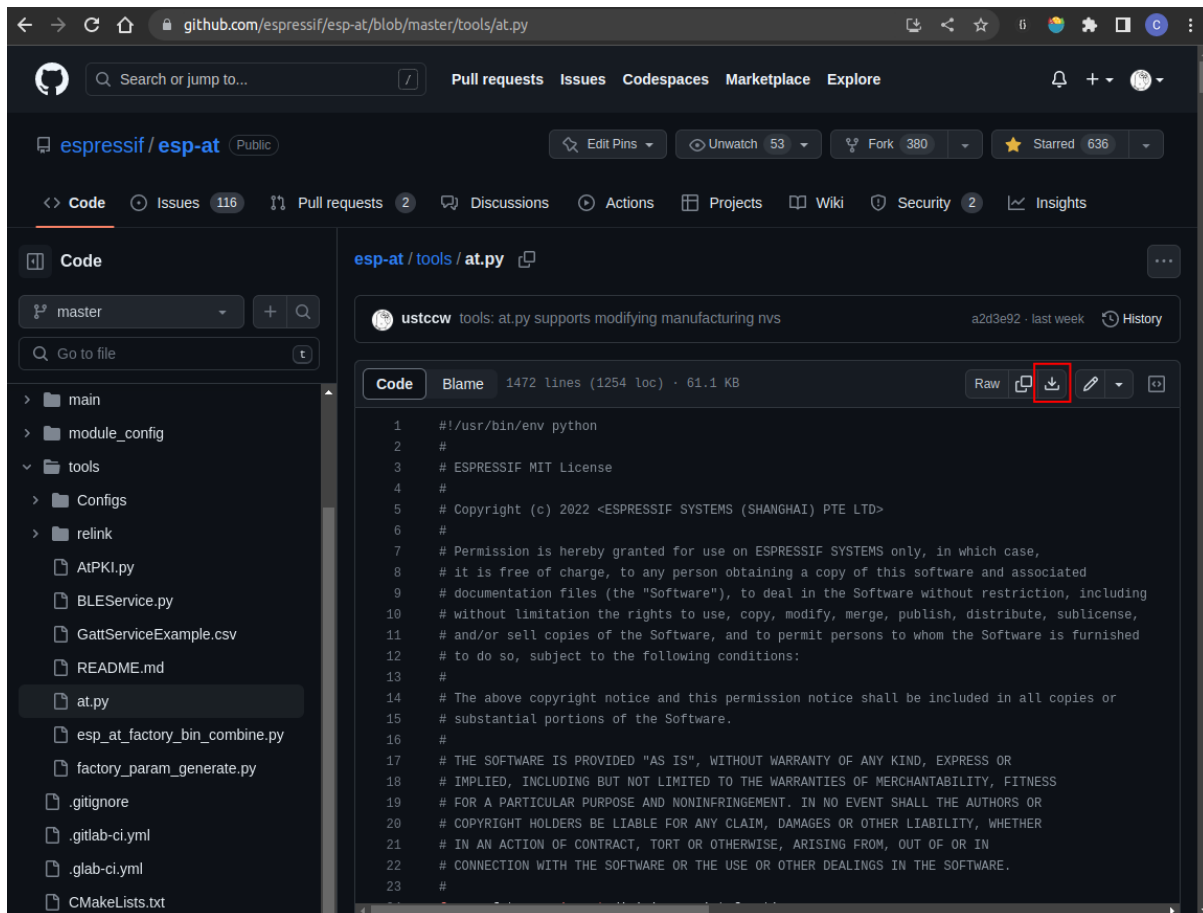 github.com/espressif/esp-at/blob/master/tools/at.py
C
Search or jump to...
/
Pull requests Issues Codespaces Marketplace Explore
espressif / esp-at Public
Edit Pins
Unwatch 53
Fork 380
Starred 636
Code
Issues 116
Pull requests 2
Discussions
Actions
Projects
Wiki
Security 2
Insights
Code
master
Go to file
t
main
module_config
tools
Configs
relink
AtPKI.py
BLEService.py
GattServiceExample.csv
README.md
at.py
esp_at_factory_bin_combine.py
factory_param_generate.py
.gitignore
.gitlab-ci.yml
.glab-ci.yml
CMakeLists.txt
esp-at / tools / at.py
ustccw tools: at.py supports modifying manufacturing nvs
a2d3e92 · last week
History
Code Blame 1472 lines (1254 loc) · 61.1 KB
Raw
1 #!/usr/bin/env python
2 #
3 # ESPRESSIF MIT License
4 #
5 # Copyright (c) 2022 <ESPRESSIF SYSTEMS (SHANGHAI) PTE LTD>
6 #
7 # Permission is hereby granted for use on ESPRESSIF SYSTEMS only, in which case,
8 # it is free of charge, to any person obtaining a copy of this software and associated
9 # documentation files (the "Software"), to deal in the Software without restriction, including
10 # without limitation the rights to use, copy, modify, merge, publish, distribute, sublicense,
11 # and/or sell copies of the Software, and to permit persons to whom the Software is furnished
12 # to do so, subject to the following conditions:
13 #
14 # The above copyright notice and this permission notice shall be included in all copies or
15 # substantial portions of the Software.
16 #
17 # THE SOFTWARE IS PROVIDED "AS IS", WITHOUT WARRANTY OF ANY KIND, EXPRESS OR
18 # IMPLIED, INCLUDING BUT NOT LIMITED TO THE WARRANTIES OF MERCHANTABILITY, FITNESS
19 # FOR A PARTICULAR PURPOSE AND NONINFRINGEMENT. IN NO EVENT SHALL THE AUTHORS OR
20 # COPYRIGHT HOLDERS BE LIABLE FOR ANY CLAIM, DAMAGES OR OTHER LIABILITY, WHETHER
21 # IN AN ACTION OF CONTRACT, TORT OR OTHERWISE, ARISING FROM, OUT OF OR IN
22 # CONNECTION WITH THE SOFTWARE OR THE USE OR OTHER DEALINGS IN THE SOFTWARE.
23 #